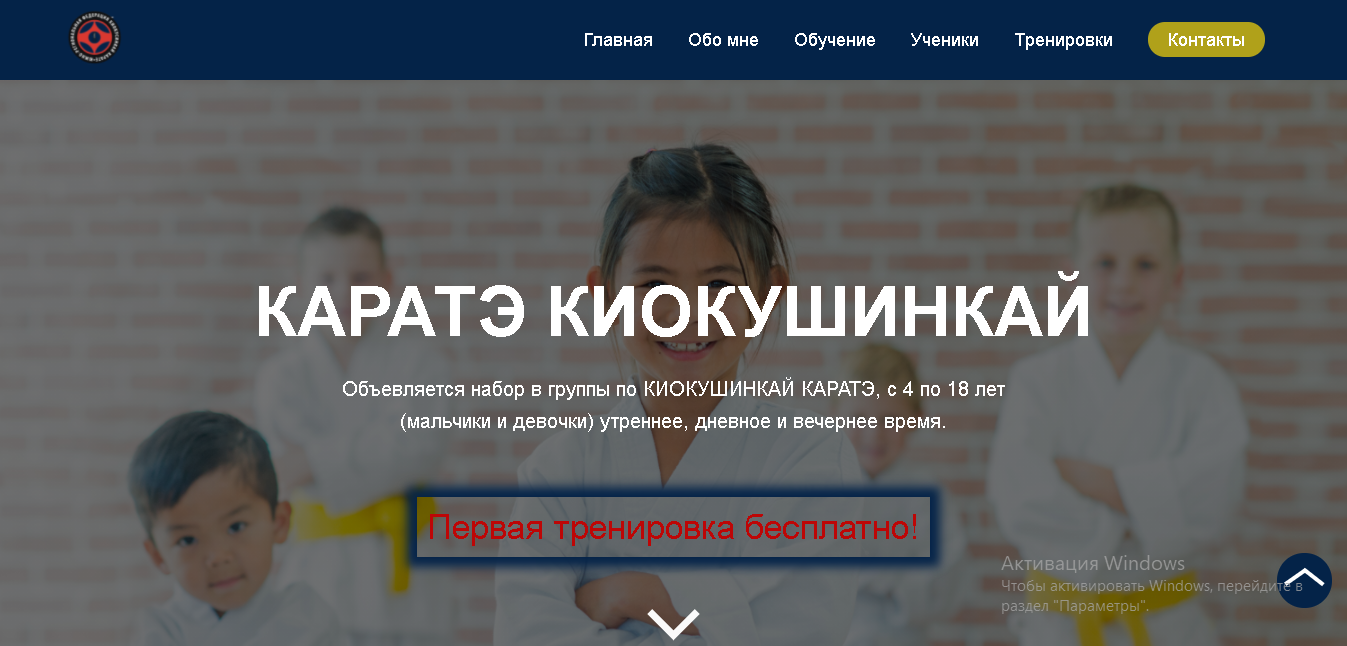 Главная Обо мне Обучение Ученики Тренировки Контакты
КАРАТЭ КИОКУШИНКАЙ
Объевляется набор в группы по КИОКУШИНКАЙ КАРАТЭ, с 4 по 18 лет
(мальчики и девочки) утреннее, дневное и вечернее время.
Первая тренировка бесплатно!
Активация Windows
Чтобы активировать Windows, перейдите в
раздел "Параметры".